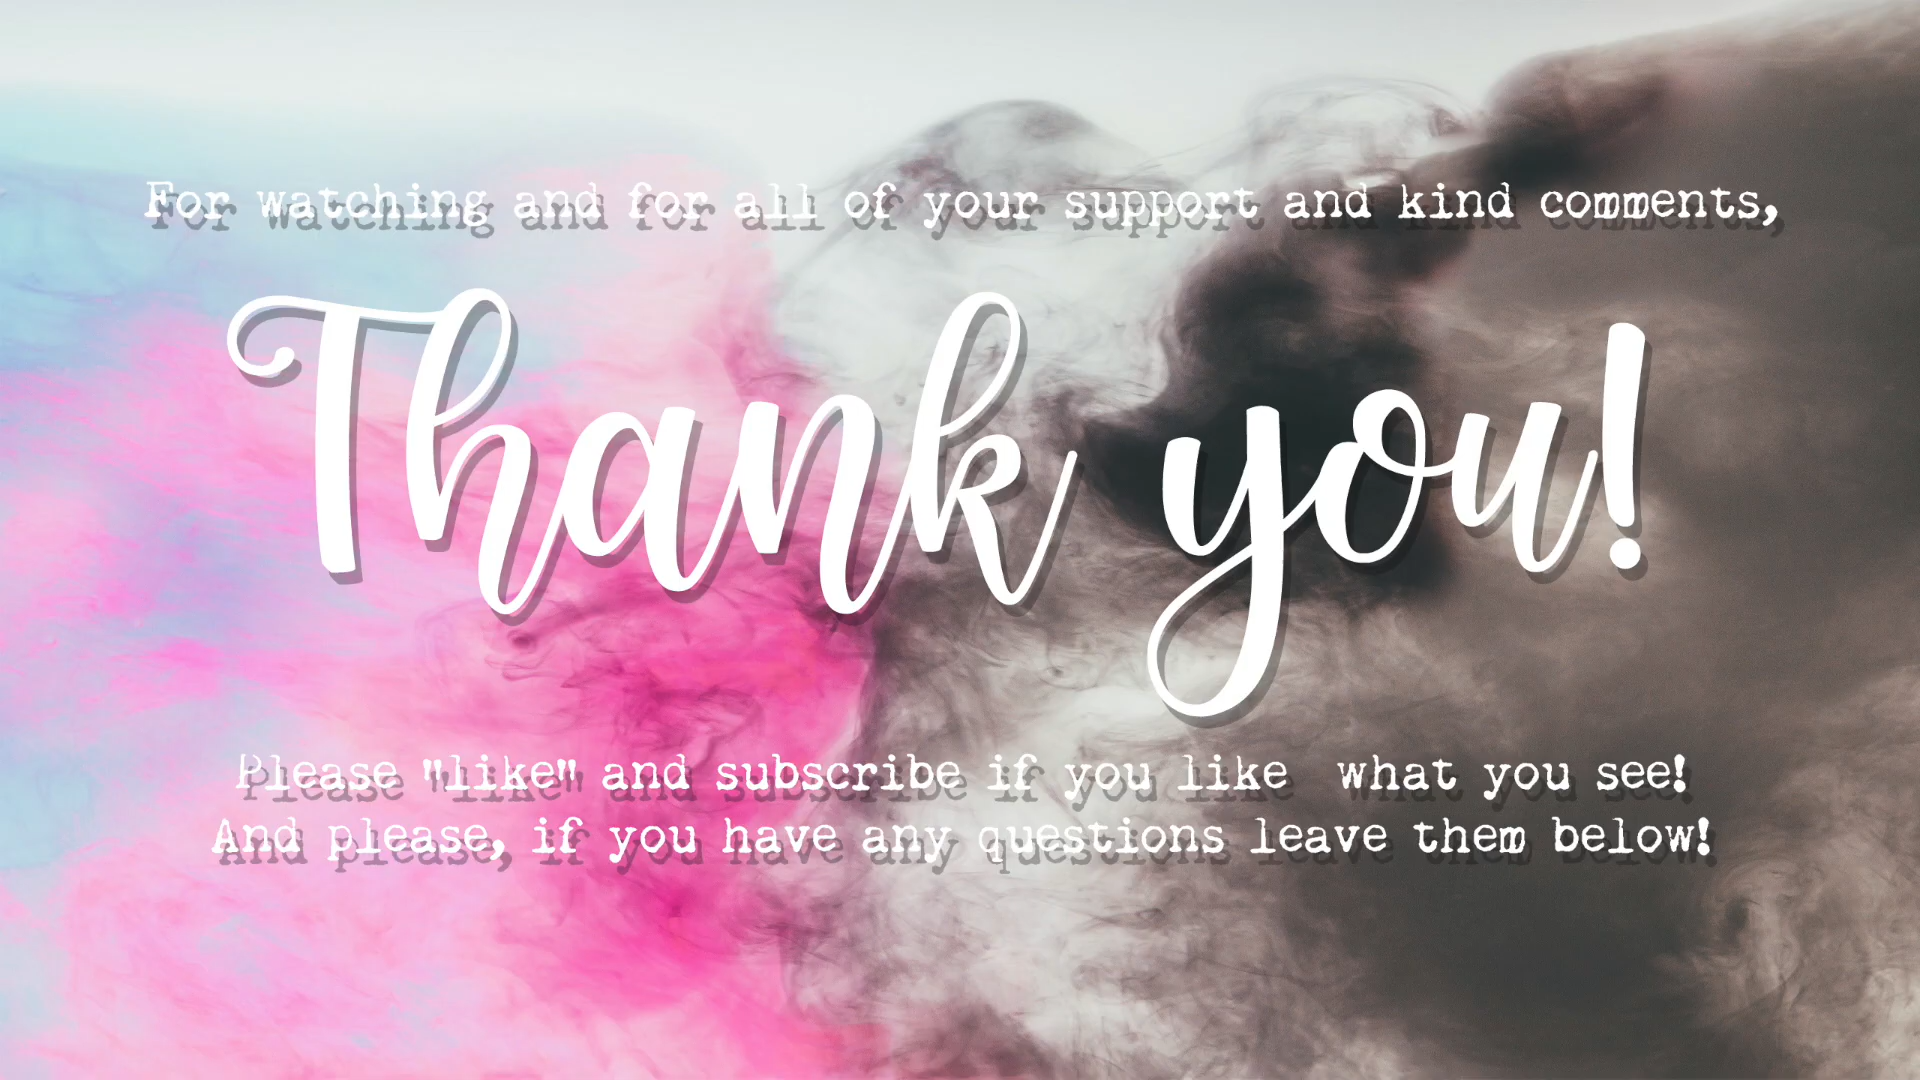 For watching and for all of your support and kind comments,
Thank you!
Please "like" and subscribe if you like what you see!
And please, if you have any questions leave them below!